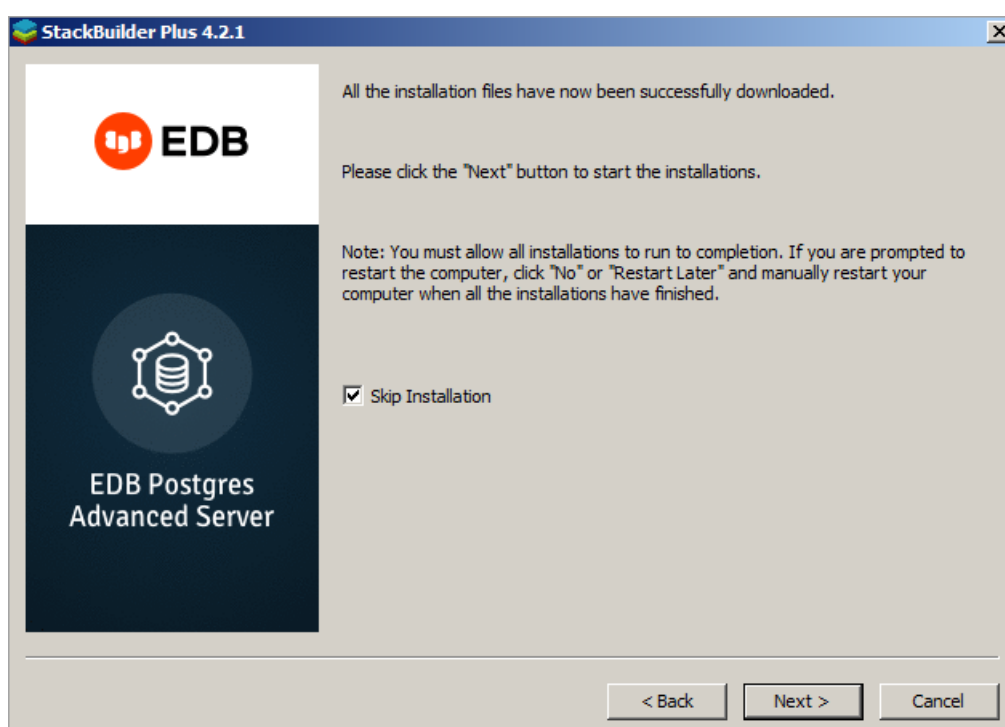 StackBuilder Plus 4.2.1
EDB
EDB Postgres
Advanced Server
All the installation files have now been successfully downloaded.
Please click the "Next" button to start the installations.
Note: You must allow all installations to run to completion. If you are prompted to
restart the computer, click "No" or "Restart Later" and manually restart your
computer when all the installations have finished.
Skip Installation
< Back
Next >
Cancel